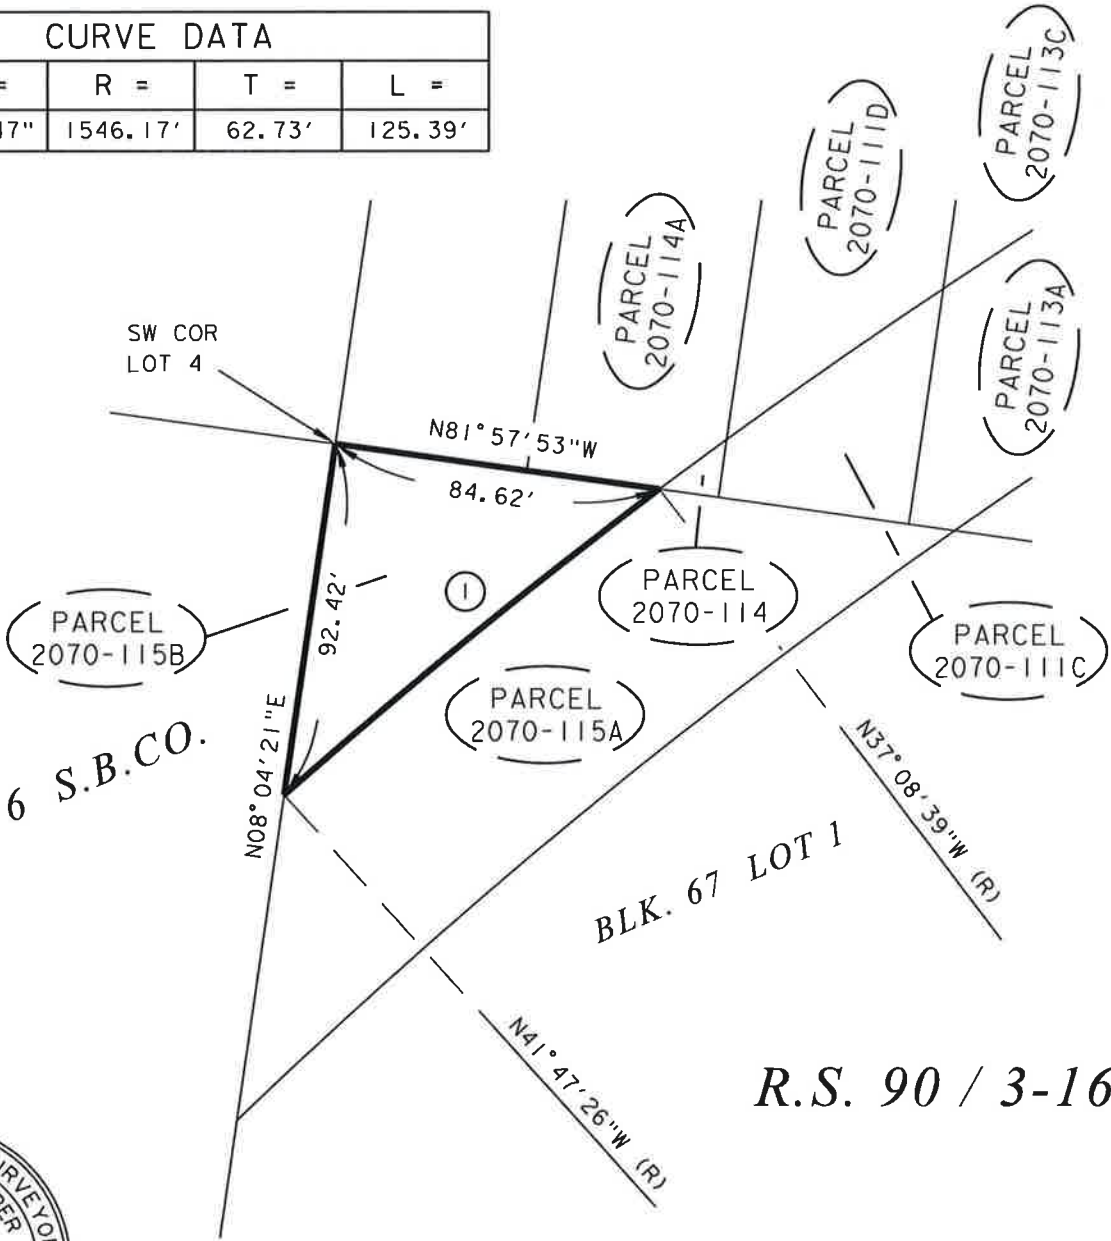 CURVE DATA
= R = T = L =
47" 1546.17' 62.73' 125.39'
PARCEL
2070-113C
PARCEL
2070-111D
PARCEL
2070-114A
PARCEL
2070-113A
SW COR
LOT 4
N81°57'53"W
84.62'
92.42'
N08°04'21"E
1
PARCEL
2070-115B
PARCEL
2070-114
PARCEL
2070-111C
PARCEL
2070-115A
6 S.B.CO.
N37°08'39"W (R)
BLK. 67 LOT 1
N41°47'26"W (R)
R.S. 90 / 3-16